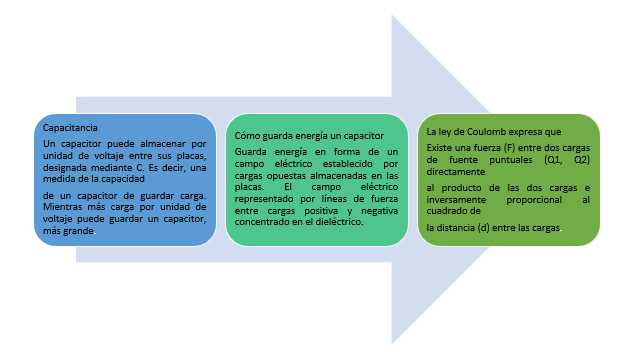 Capacitancia
Un capacitor puede almacenar por
unidad de voltaje entre sus placas,
designada mediante C. Es decir, una
medida de la capacidad
de un capacitor de guardar carga.
Mientras más carga por unidad de
voltaje puede guardar un capacitor,
más grande.
Cómo guarda energía un capacitor
Guarda energía en forma de un
campo eléctrico establecido por
cargas opuestas almacenadas en las
placas. El campo eléctrico
representado por líneas de fuerza
entre cargas positiva y negativa
concentrado en el dieléctrico.
La ley de Coulomb expresa que
Existe una fuerza (F) entre dos cargas
de fuente puntuales (Q1, Q2)
directamente
al producto de las dos cargas e
inversamente proporcional al
cuadrado de
la distancia (d) entre las cargas.